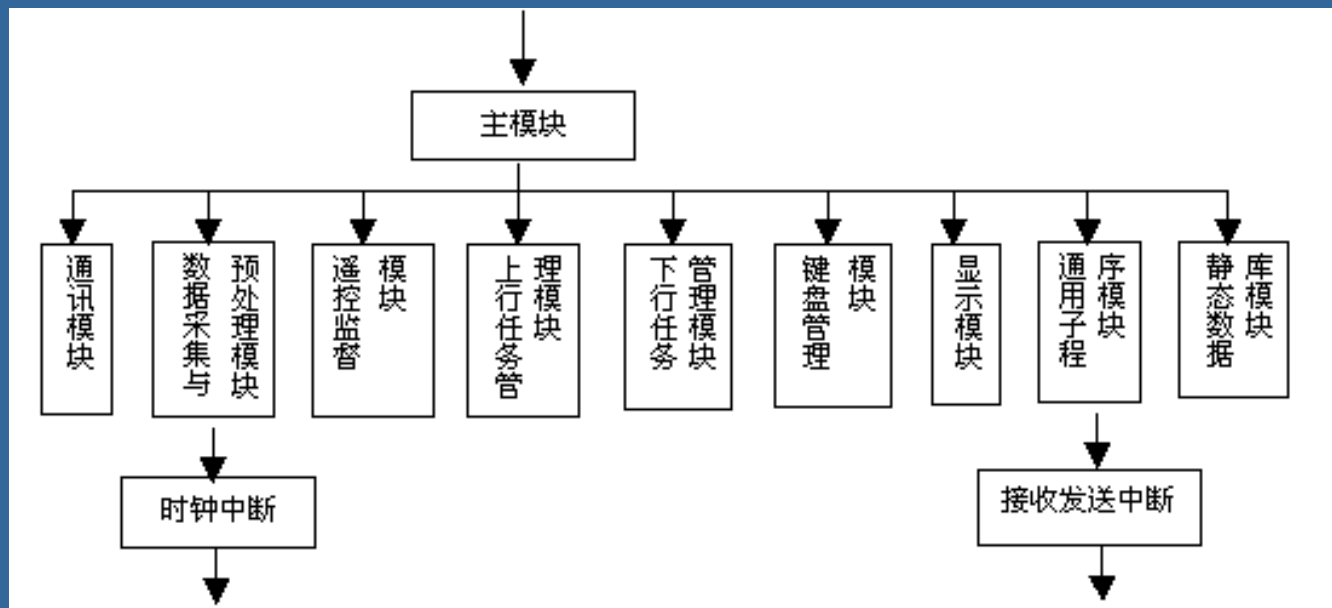 主模块
通讯模块
数据采集与
预处理模块
遥控监督
模块
上行任务管
理模块
下行任务
管理模块
键盘管理
模块
显示模块
通用子程
序模块
静态数据
库模块
时钟中断
接收发送中断